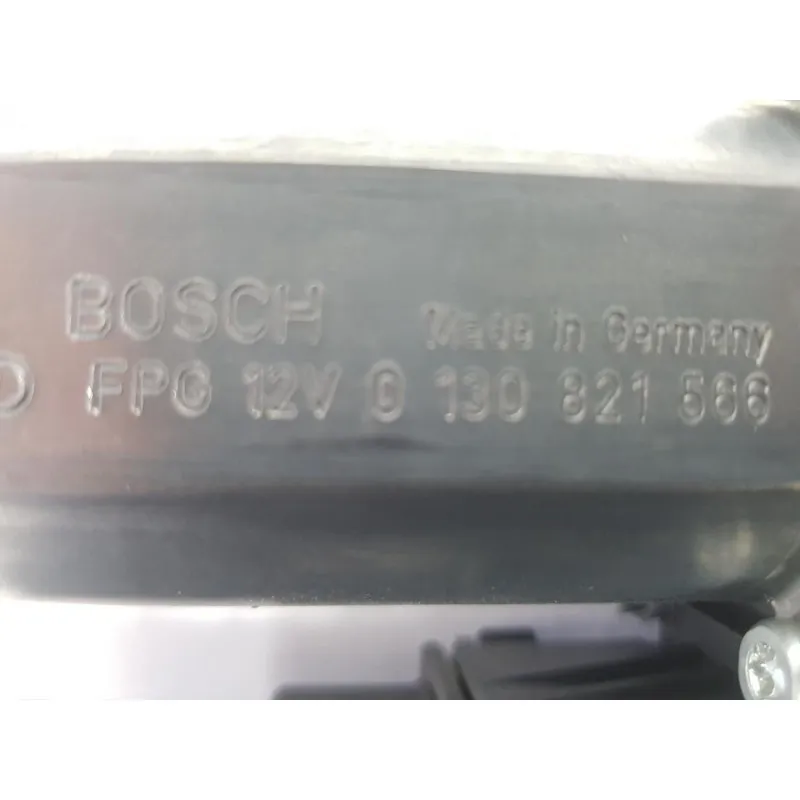 BOSCH Made in Germany
FPG 12V 0 130 821 566